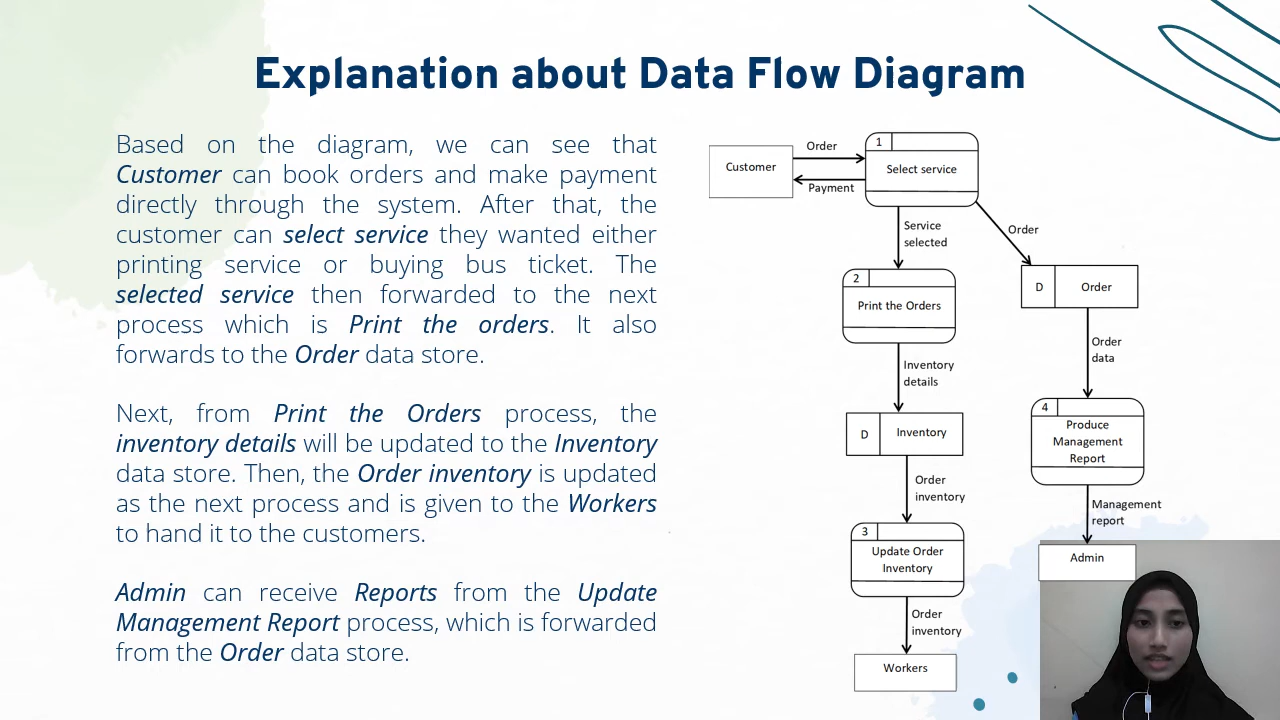 Explanation about Data Flow Diagram
Based on the diagram, we can see that
Customer can book orders and make payment
directly through the system. After that, the
customer can select service they wanted either
printing service or buying bus ticket. The
selected service then forwarded to the next
process which is Print the orders. It also
forwards to the Order data store.
Next, from Print the Orders process, the
inventory details will be updated to the Inventory
data store. Then, the Order inventory is updated
as the next process and is given to the Workers
to hand it to the customers.
Admin can receive Reports from the Update
Management Report process, which is forwarded
from the Order data store.
Customer
Order
Payment
1
Select service
Service
selected
Order
2
Print the Orders
D
Order
Inventory
details
Order
data
D
Inventory
4
Produce
Management
Report
Order
inventory
Management
report
3
Update Order
Inventory
Admin
Order
inventory
Workers